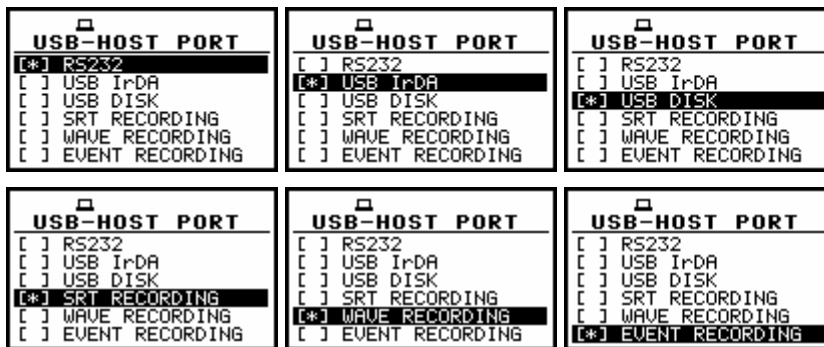 USB-HOST PORT
[*] RS232
[ ] USB IrDA
[ ] USB DISK
[ ] SRT RECORDING
[ ] WAVE RECORDING
[ ] EVENT RECORDING
USB-HOST PORT
[ ] RS232
[*] USB IrDA
[ ] USB DISK
[ ] SRT RECORDING
[ ] WAVE RECORDING
[ ] EVENT RECORDING
USB-HOST PORT
[ ] RS232
[ ] USB IrDA
[*] USB DISK
[ ] SRT RECORDING
[ ] WAVE RECORDING
[ ] EVENT RECORDING
USB-HOST PORT
[ ] RS232
[ ] USB IrDA
[ ] USB DISK
[*] SRT RECORDING
[ ] WAVE RECORDING
[ ] EVENT RECORDING
USB-HOST PORT
[ ] RS232
[ ] USB IrDA
[ ] USB DISK
[ ] SRT RECORDING
[*] WAVE RECORDING
[ ] EVENT RECORDING
USB-HOST PORT
[ ] RS232
[ ] USB IrDA
[ ] USB DISK
[ ] SRT RECORDING
[ ] WAVE RECORDING
[*] EVENT RECORDING